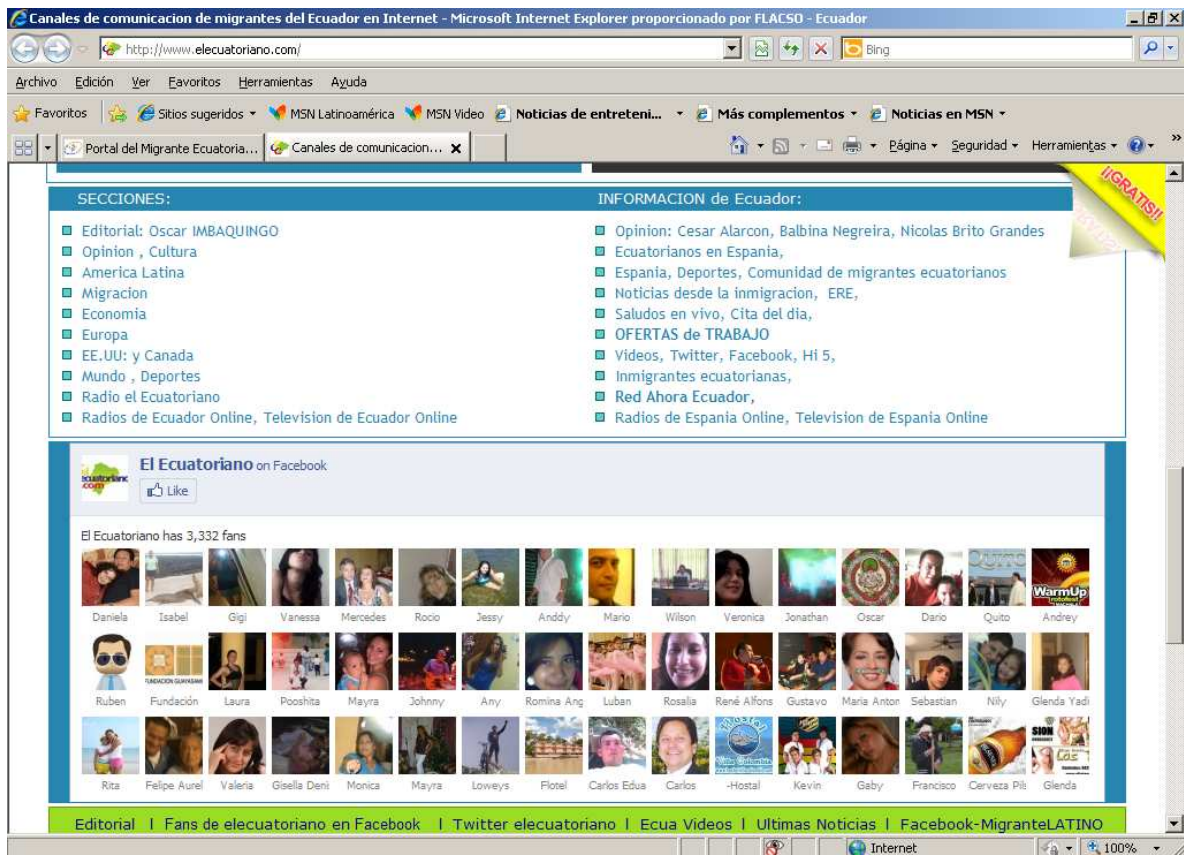 Canales de comunicacion de migrantes del Ecuador en Internet - Microsoft Internet Explorer proporcionado por FLACSO - Ecuador
http://www.elecuatoriano.com/
Bing
Archivo Edición Ver Favoritos Herramientas Ayuda
Favoritos Sitios sugeridos MSN Latinoamérica MSN Video Noticias de entreteni... Más complementos Noticias en MSN
Portal del Migrante Ecuatoria... Canales de comunicacion... Página Seguridad Herramientas
¡¡GRATIS!!
SECCIONES:
Editorial: Oscar IMBAQUINGO
Opinion , Cultura
America Latina
Migracion
Economia
Europa
EE.UU: y Canada
Mundo , Deportes
Radio el Ecuatoriano
Radios de Ecuador Online, Television de Ecuador Online
INFORMACION de Ecuador:
Opinion: Cesar Alarcon, Balbina Negreira, Nicolas Brito Grandes
Ecuatorianos en Espania,
Espania, Deportes, Comunidad de migrantes ecuatorianos
Noticias desde la inmigracion, ERE,
Saludos en vivo, Cita del dia,
OFERTAS de TRABAJO
Videos, Twitter, Facebook, Hi 5,
Inmigrantes ecuatorianas,
Red Ahora Ecuador,
Radios de Espania Online, Television de Espania Online
El Ecuatoriano on Facebook
Like
El Ecuatoriano has 3,332 fans
WarmUp
Daniela Isabel Gigi Vanessa Mercedes Rocio Jessy Anddy Mario Wilson Veronica Jonathan Oscar Dario Quito Andrey
FUNDACION GUAYASAMIN
Ruben Fundación Laura Pooshita Mayra Johnny Any Romina Ang Luban Rosalia René Alfons Gustavo Maria Anton Sebastian Nily Glenda Yadi
Hostal
SION
Los
Rita Felipe Aurel Valeria Gisella Deni Monica Mayra Loweys Flotel Carlos Edua Carlos -Hostal Kevin Gaby Francisco Cerveza Pils Glenda
Editorial I Fans de elecuatoriano en Facebook I Twitter elecuatoriano I Ecua Videos I Ultimas Noticias I Facebook-MigranteLATINO
Internet 100%